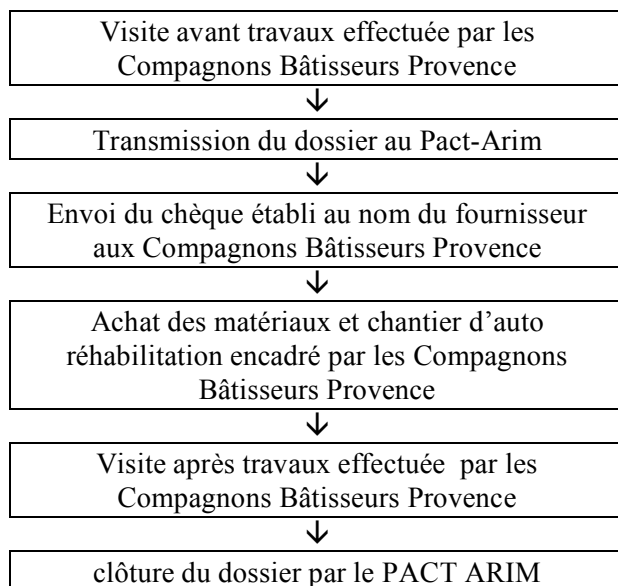 Visite avant travaux effectuée par les
Compagnons Bâtisseurs Provence
Transmission du dossier au Pact-Arim
Envoi du chèque établi au nom du fournisseur
aux Compagnons Bâtisseurs Provence
Achat des matériaux et chantier d'auto
réhabilitation encadré par les Compagnons
Bâtisseurs Provence
Visite après travaux effectuée par les
Compagnons Bâtisseurs Provence
clôture du dossier par le PACT ARIM